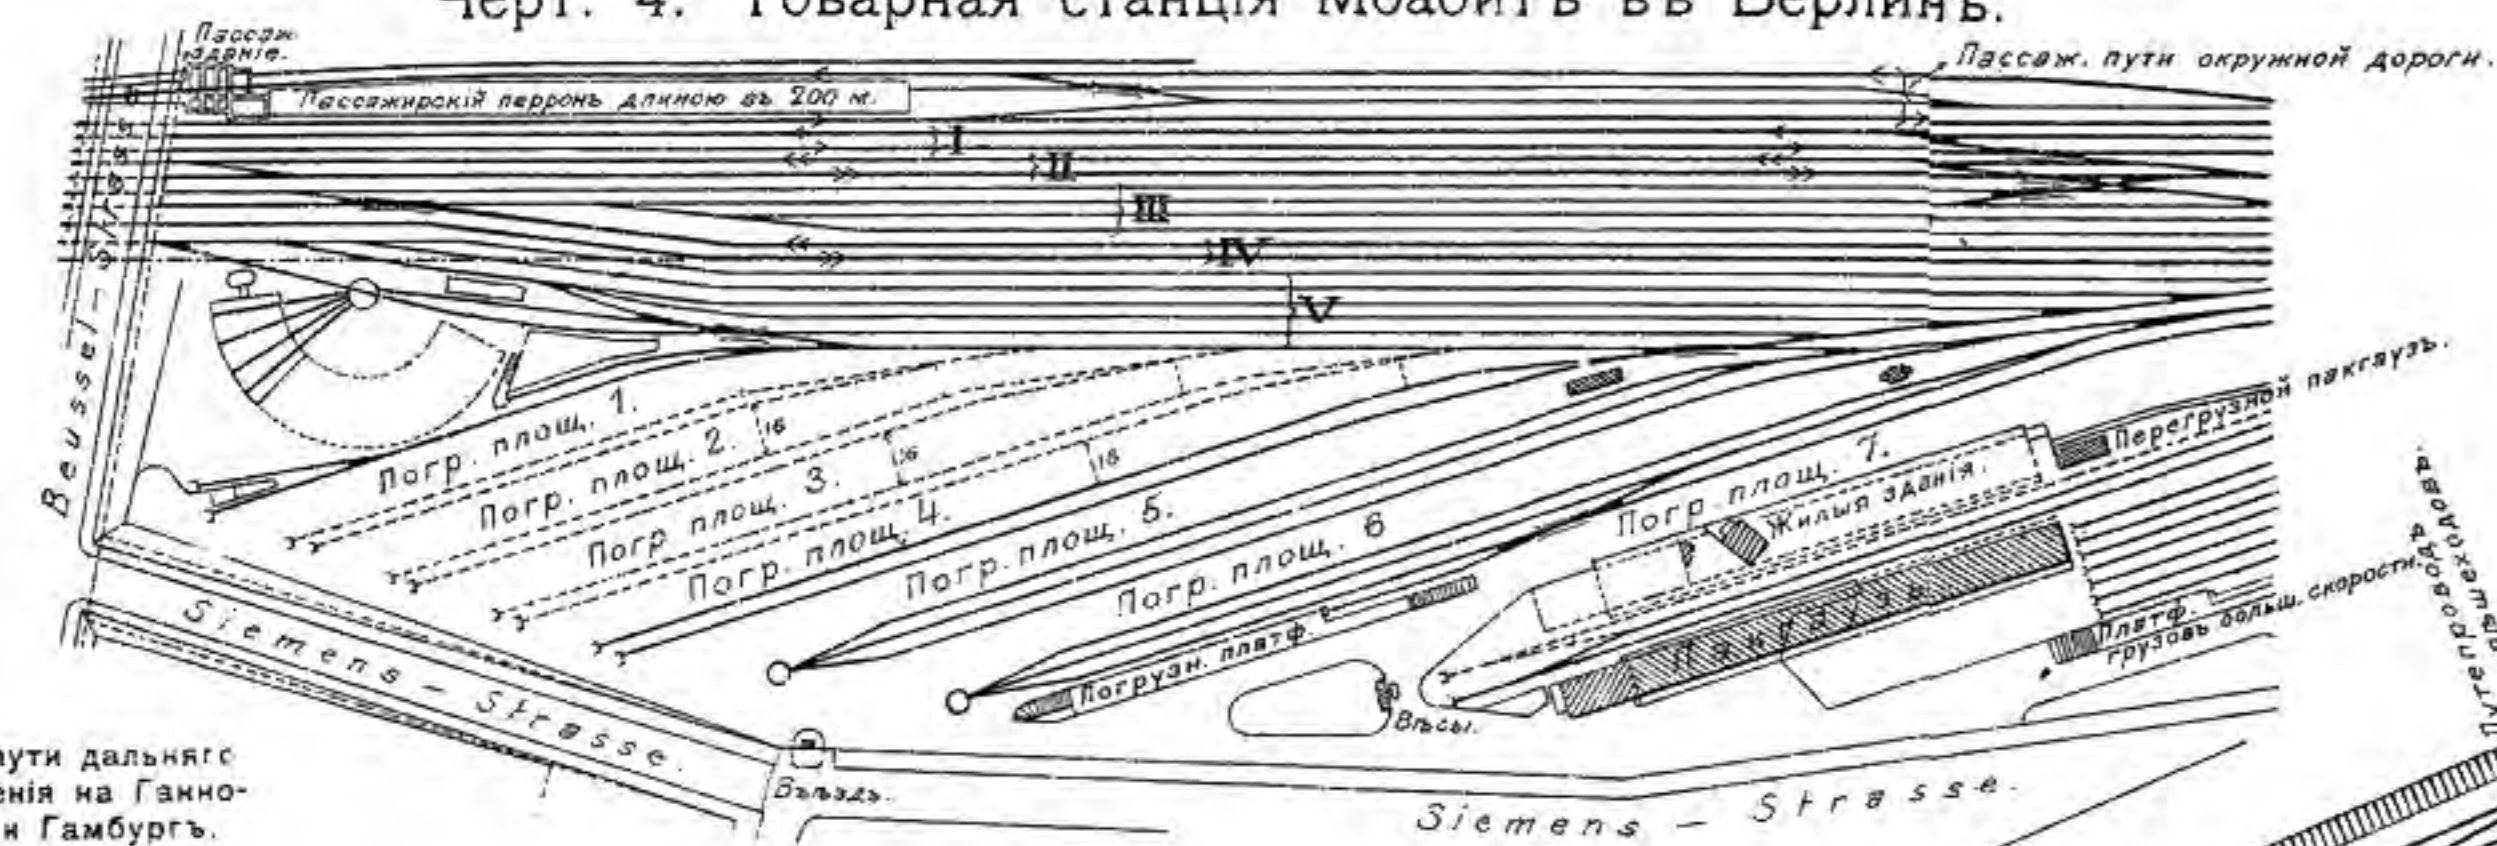 Черт. 4. Товарная станція Моабитъ въ Берлинѣ.
Пассаж.
зданіе.
Пассаж. пути окружной дороги.
Пассажирскій перронъ длиною въ 200 м.
I
II
III
IV
V
Beussel - Strasse
Погр. площ. 1.
Погр. площ. 2.
16
Погр. площ. 3.
16
Погр. площ. 4.
16
Погр. площ. 5.
Погр. площ. 6
Погр. площ. 7.
Жилыя зданія.
Перегрузной пакгаузъ.
Пакгаузъ
Погрузн. платф.
Платф.
грузовъ больш. скорости.
Путепроводъ
Вѣсы.
Въѣздъ.
Siemens - Strasse.
Siemens - Strasse.
пути дальняго
енія на Ганно-
и Гамбургъ.